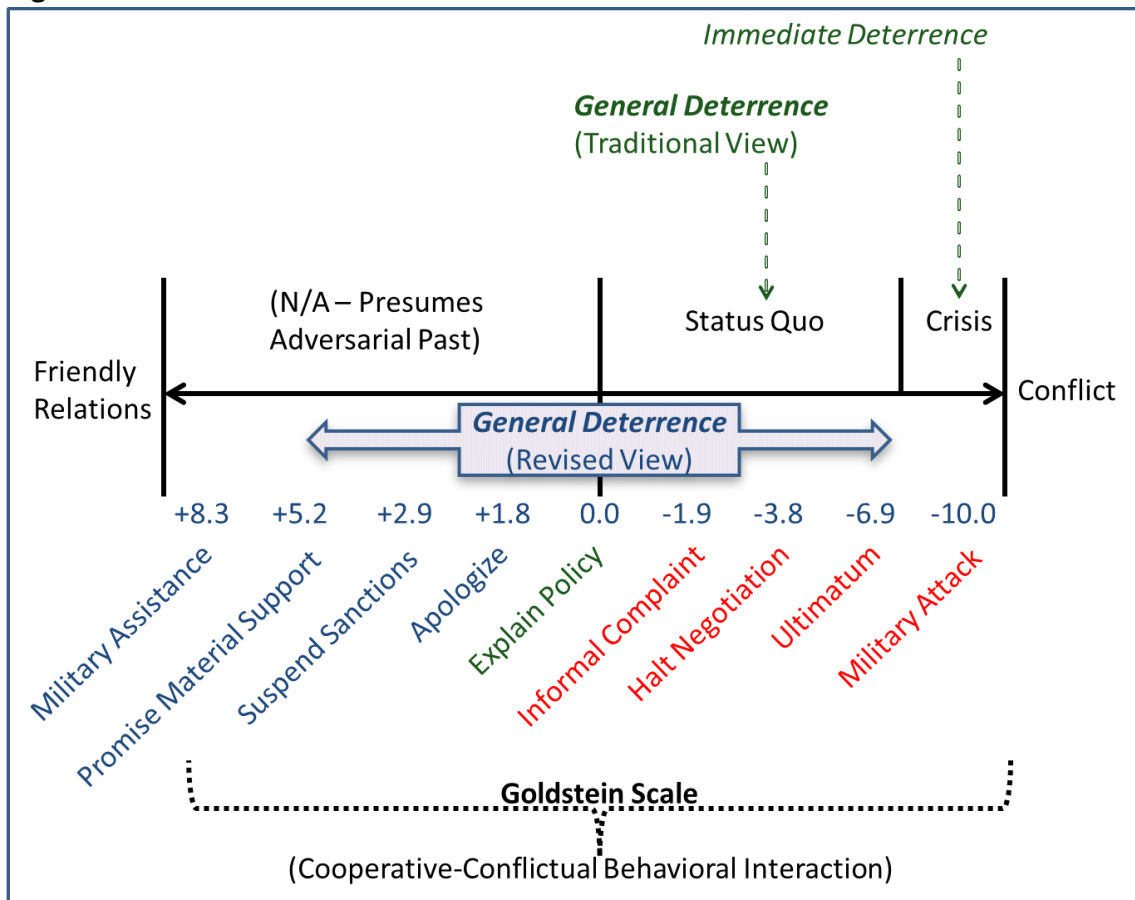 Immediate Deterrence
General Deterrence
(Traditional View)
(N/A – Presumes
Adversarial Past)
Status Quo
Crisis
Friendly
Relations
Conflict
General Deterrence
(Revised View)
+8.3 +5.2 +2.9 +1.8 0.0 -1.9 -3.8 -6.9 -10.0
Military Assistance
Promise Material Support
Suspend Sanctions
Apologize
Explain Policy
Informal Complaint
Halt Negotiation
Ultimatum
Military Attack
Goldstein Scale
(Cooperative-Conflictual Behavioral Interaction)